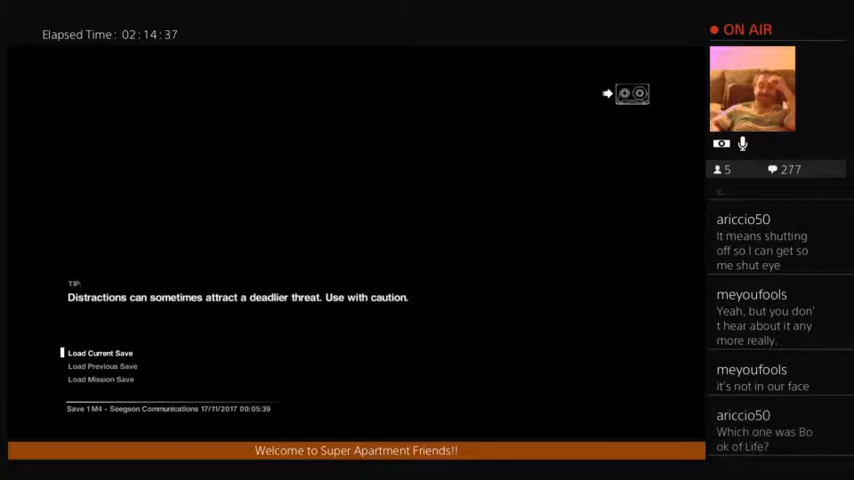 Elapsed Time: 02:14:37
ON AIR
5
277
e.
ariccio50
It means shutting
off so I can get so
me shut eye
meyoufools
Yeah, but you don'
t hear about it any
more really.
meyoufools
it's not in our face
ariccio50
Which one was Bo
ok of Life?
TIP:
Distractions can sometimes attract a deadlier threat. Use with caution.
Load Current Save
Load Previous Save
Load Mission Save
Save 1 M4 - Seegson Communications 17/11/2017 00:05:39
Welcome to Super Apartment Friends!!